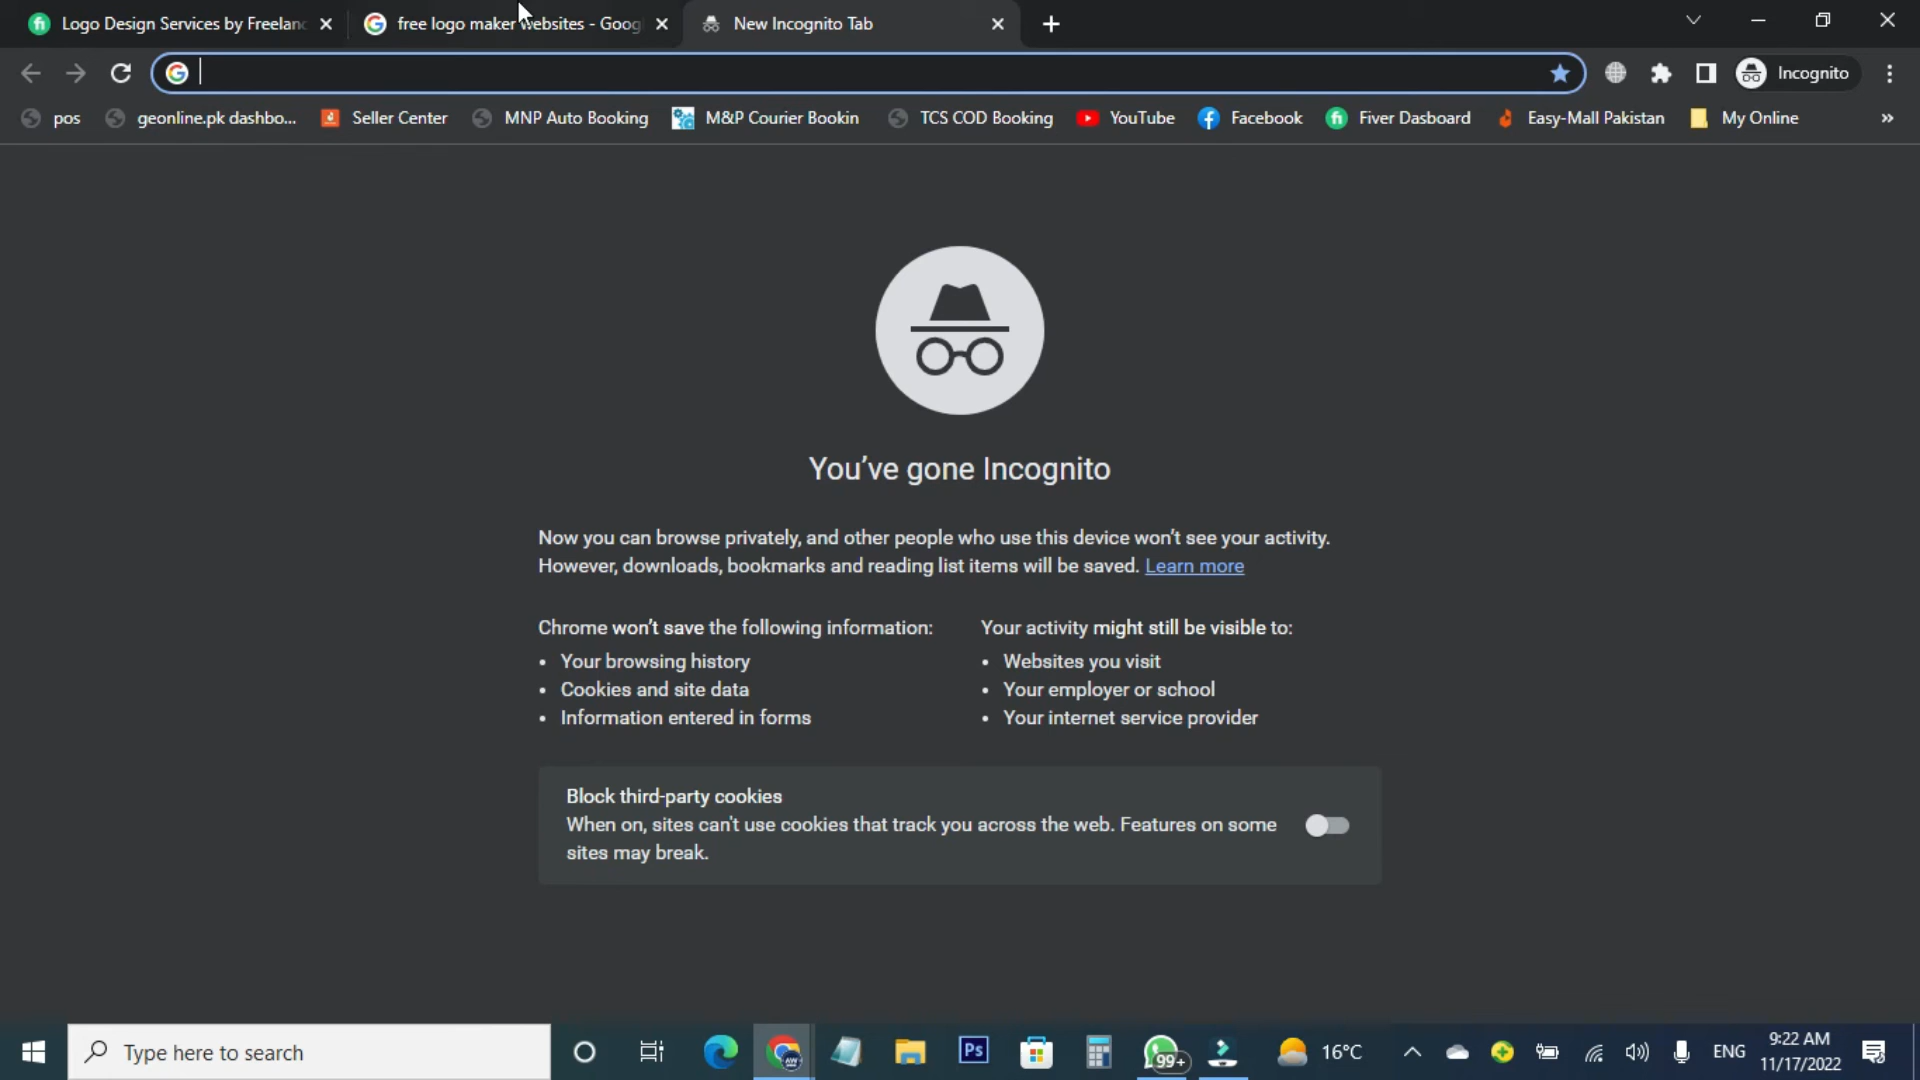 Logo Design Services by Freelanc
free logo maker websites - Goog
New Incognito Tab
Incognito
pos
geonline.pk dashbo...
Seller Center
MNP Auto Booking
M&P Courier Bookin
TCS COD Booking
YouTube
Facebook
Fiver Dasboard
Easy-Mall Pakistan
My Online
You've gone Incognito
Now you can browse privately, and other people who use this device won't see your activity.
However, downloads, bookmarks and reading list items will be saved. Learn more
Chrome won't save the following information:
• Your browsing history
• Cookies and site data
• Information entered in forms
Your activity might still be visible to:
• Websites you visit
• Your employer or school
• Your internet service provider
Block third-party cookies
When on, sites can't use cookies that track you across the web. Features on some
sites may break.
Type here to search
Ps
99+
16°C
ENG
9:22 AM
11/17/2022